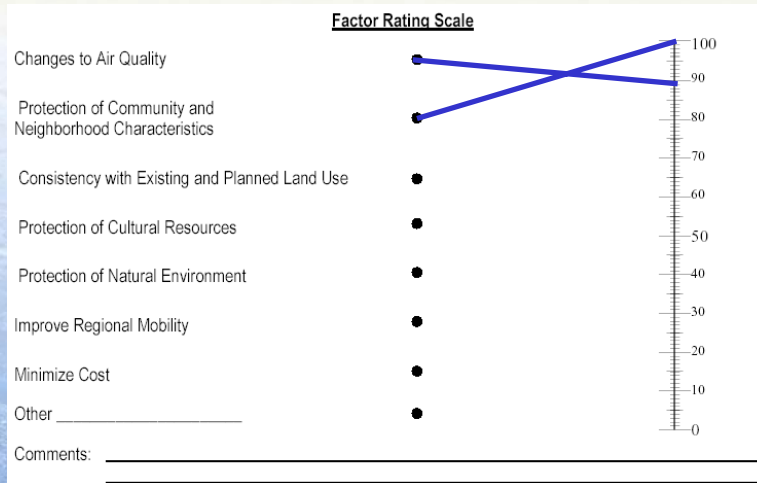 Factor Rating Scale
Changes to Air Quality
Protection of Community and
Neighborhood Characteristics
Consistency with Existing and Planned Land Use
Protection of Cultural Resources
Protection of Natural Environment
Improve Regional Mobility
Minimize Cost
Other ______________________
Comments:
100
90
80
70
60
50
40
30
20
10
0